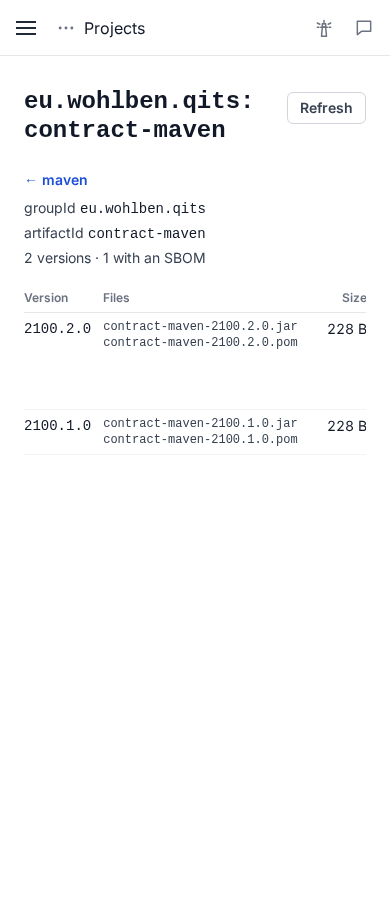 Projects
eu.wohlben.qits:
contract-maven
Refresh
← maven
groupId eu.wohlben.qits
artifactId contract-maven
2 versions · 1 with an SBOM
Version Files Size
2100.2.0 contract-maven-2100.2.0.jar 228 B
contract-maven-2100.2.0.pom
2100.1.0 contract-maven-2100.1.0.jar 228 B
contract-maven-2100.1.0.pom